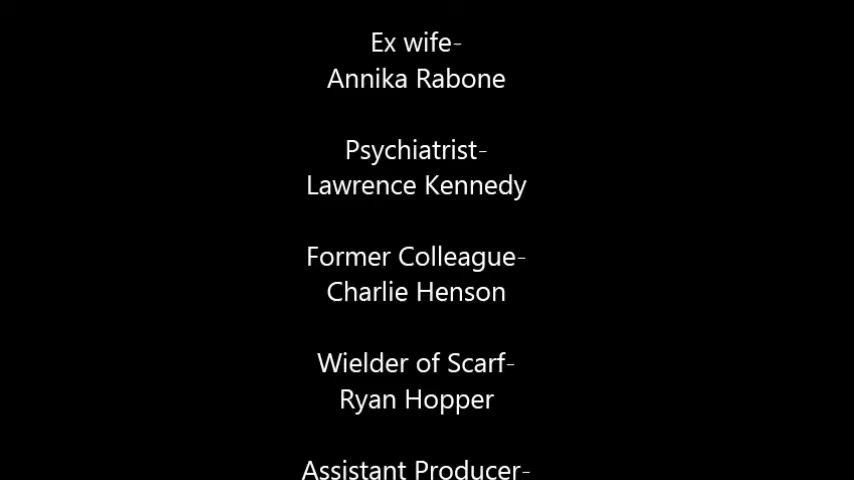 Ex wife-
Annika Rabone
Psychiatrist-
Lawrence Kennedy
Former Colleague-
Charlie Henson
Wielder of Scarf-
Ryan Hopper
Assistant Producer-